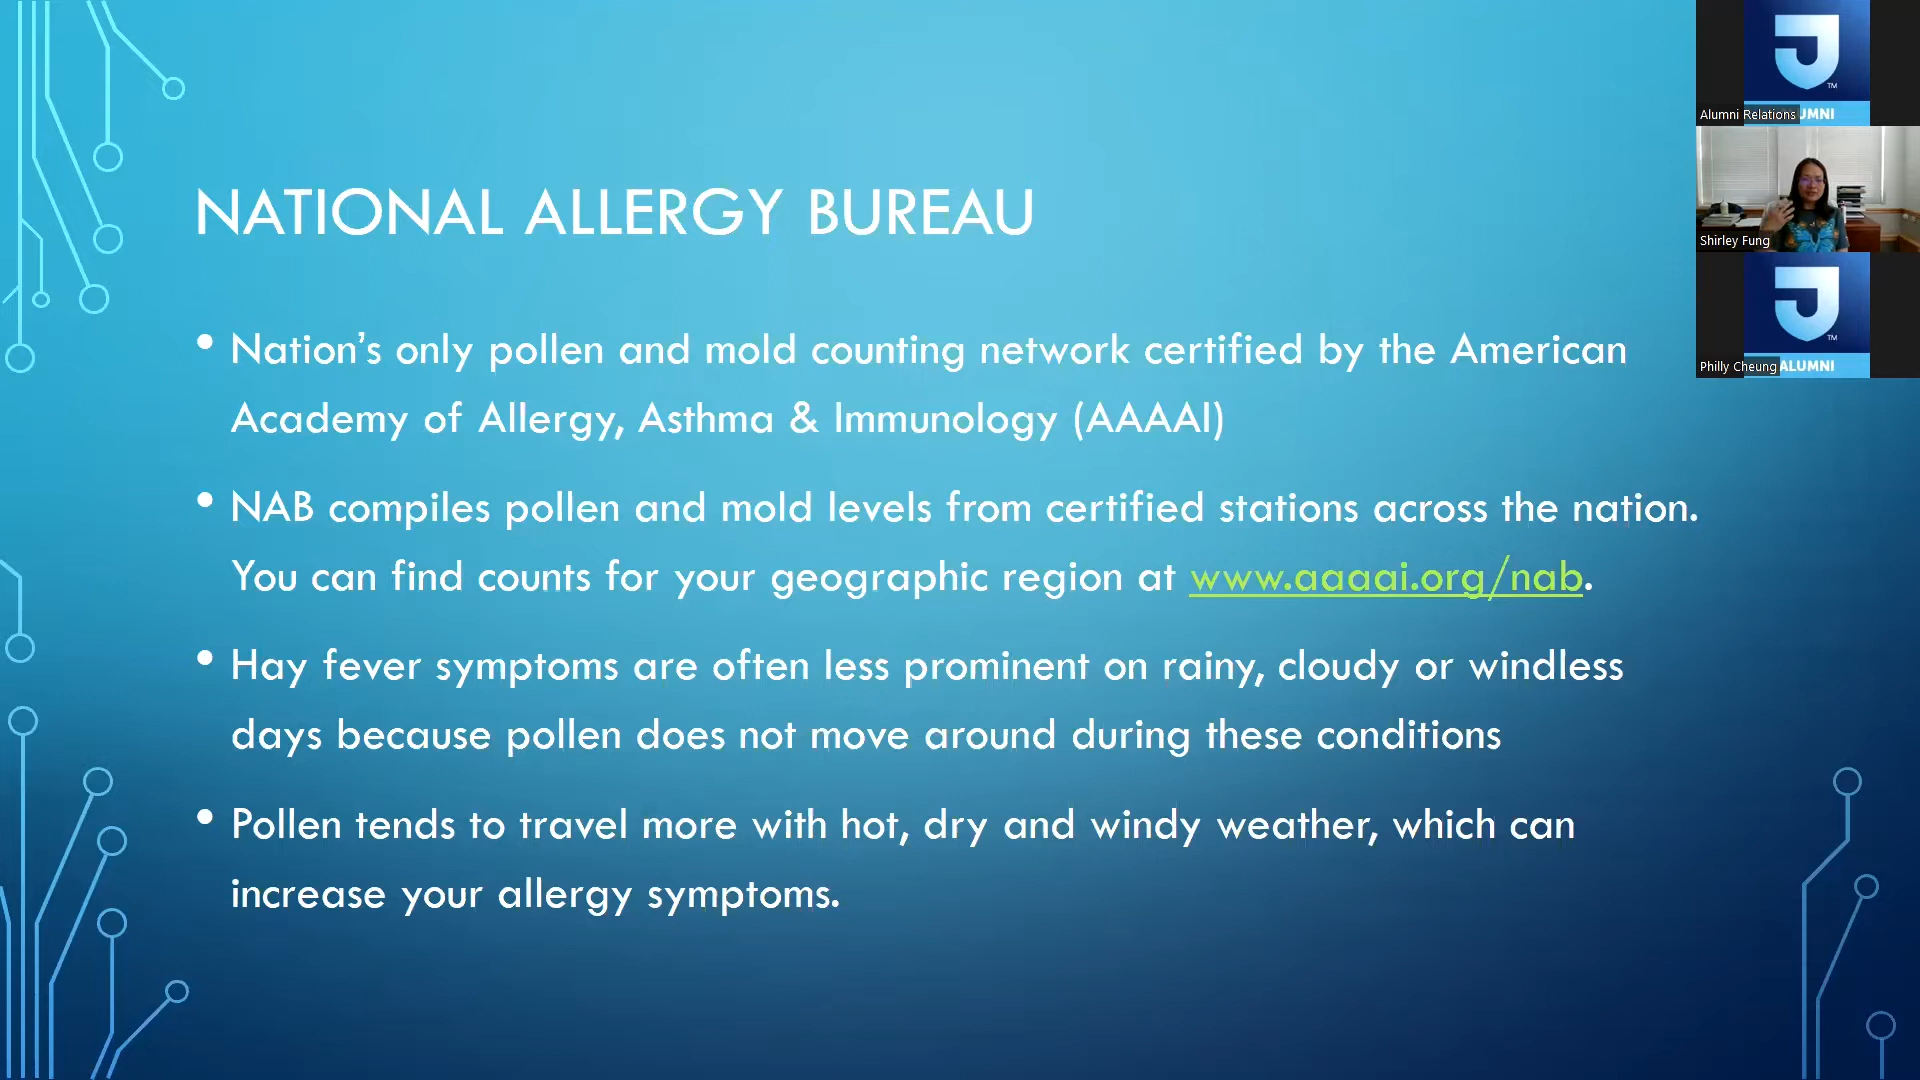 NATIONAL ALLERGY BUREAU
• Nation’s only pollen and mold counting network certified by the American
Academy of Allergy, Asthma & Immunology (AAAAI)
• NAB compiles pollen and mold levels from certified stations across the nation.
You can find counts for your geographic region at www.aaaai.org/nab.
• Hay fever symptoms are often less prominent on rainy, cloudy or windless
days because pollen does not move around during these conditions
• Pollen tends to travel more with hot, dry and windy weather, which can
increase your allergy symptoms.
J
TM
Alumni Relations UMNI
Shirley Fung
J
TM
Philly Cheung ALUMNI